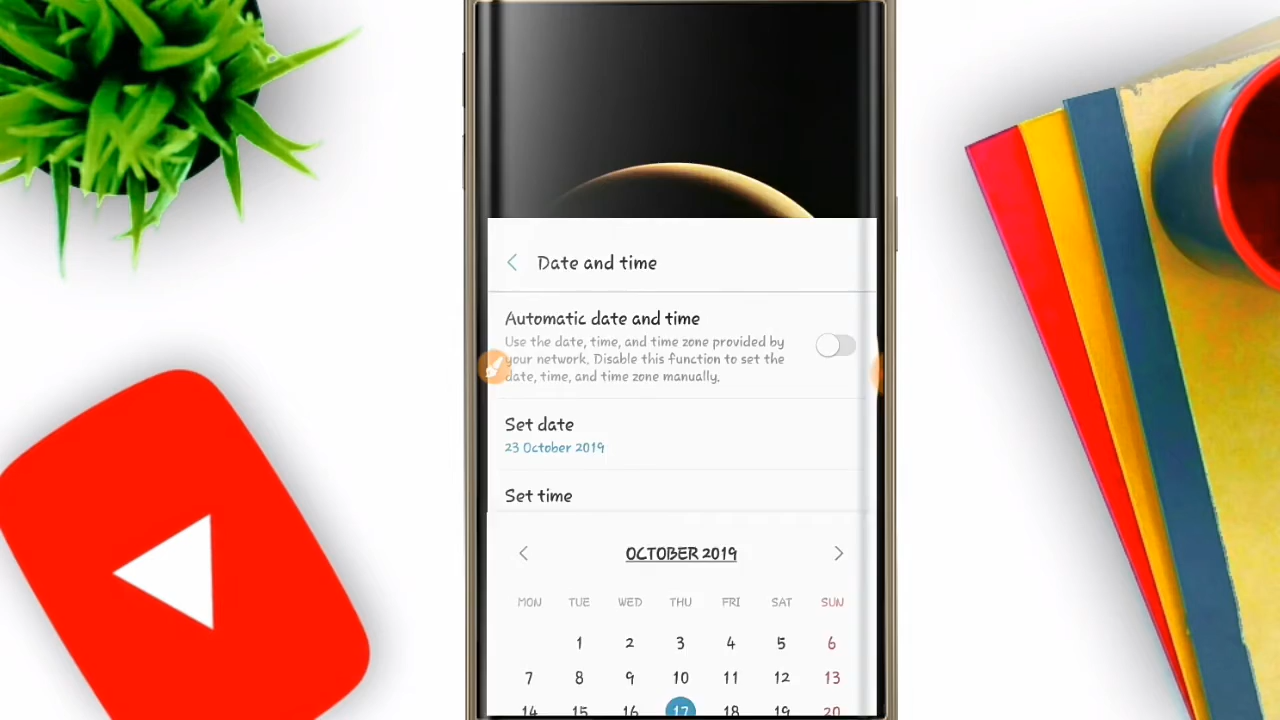 Date and time
Automatic date and time
Use the date, time, and time zone provided by
your network. Disable this function to set the
date, time, and time zone manually.
Set date
23 October 2019
Set time
OCTOBER 2019
MON TUE WED THU FRI SAT SUN
1 2 3 4 5 6
7 8 9 10 11 12 13
14 15 16 17 18 19 20